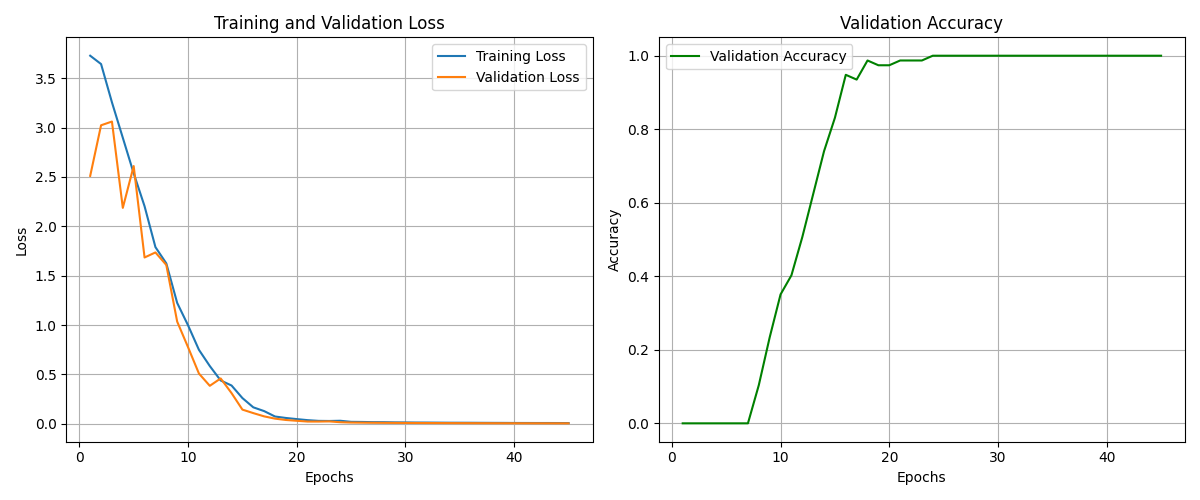 Training and Validation Loss
Training Loss
Validation Loss
3.5
3.0
2.5
2.0
1.5
1.0
0.5
0.0
Loss
0 10 20 30 40
Epochs
Validation Accuracy
Validation Accuracy
1.0
0.8
0.6
0.4
0.2
0.0
Accuracy
0 10 20 30 40
Epochs